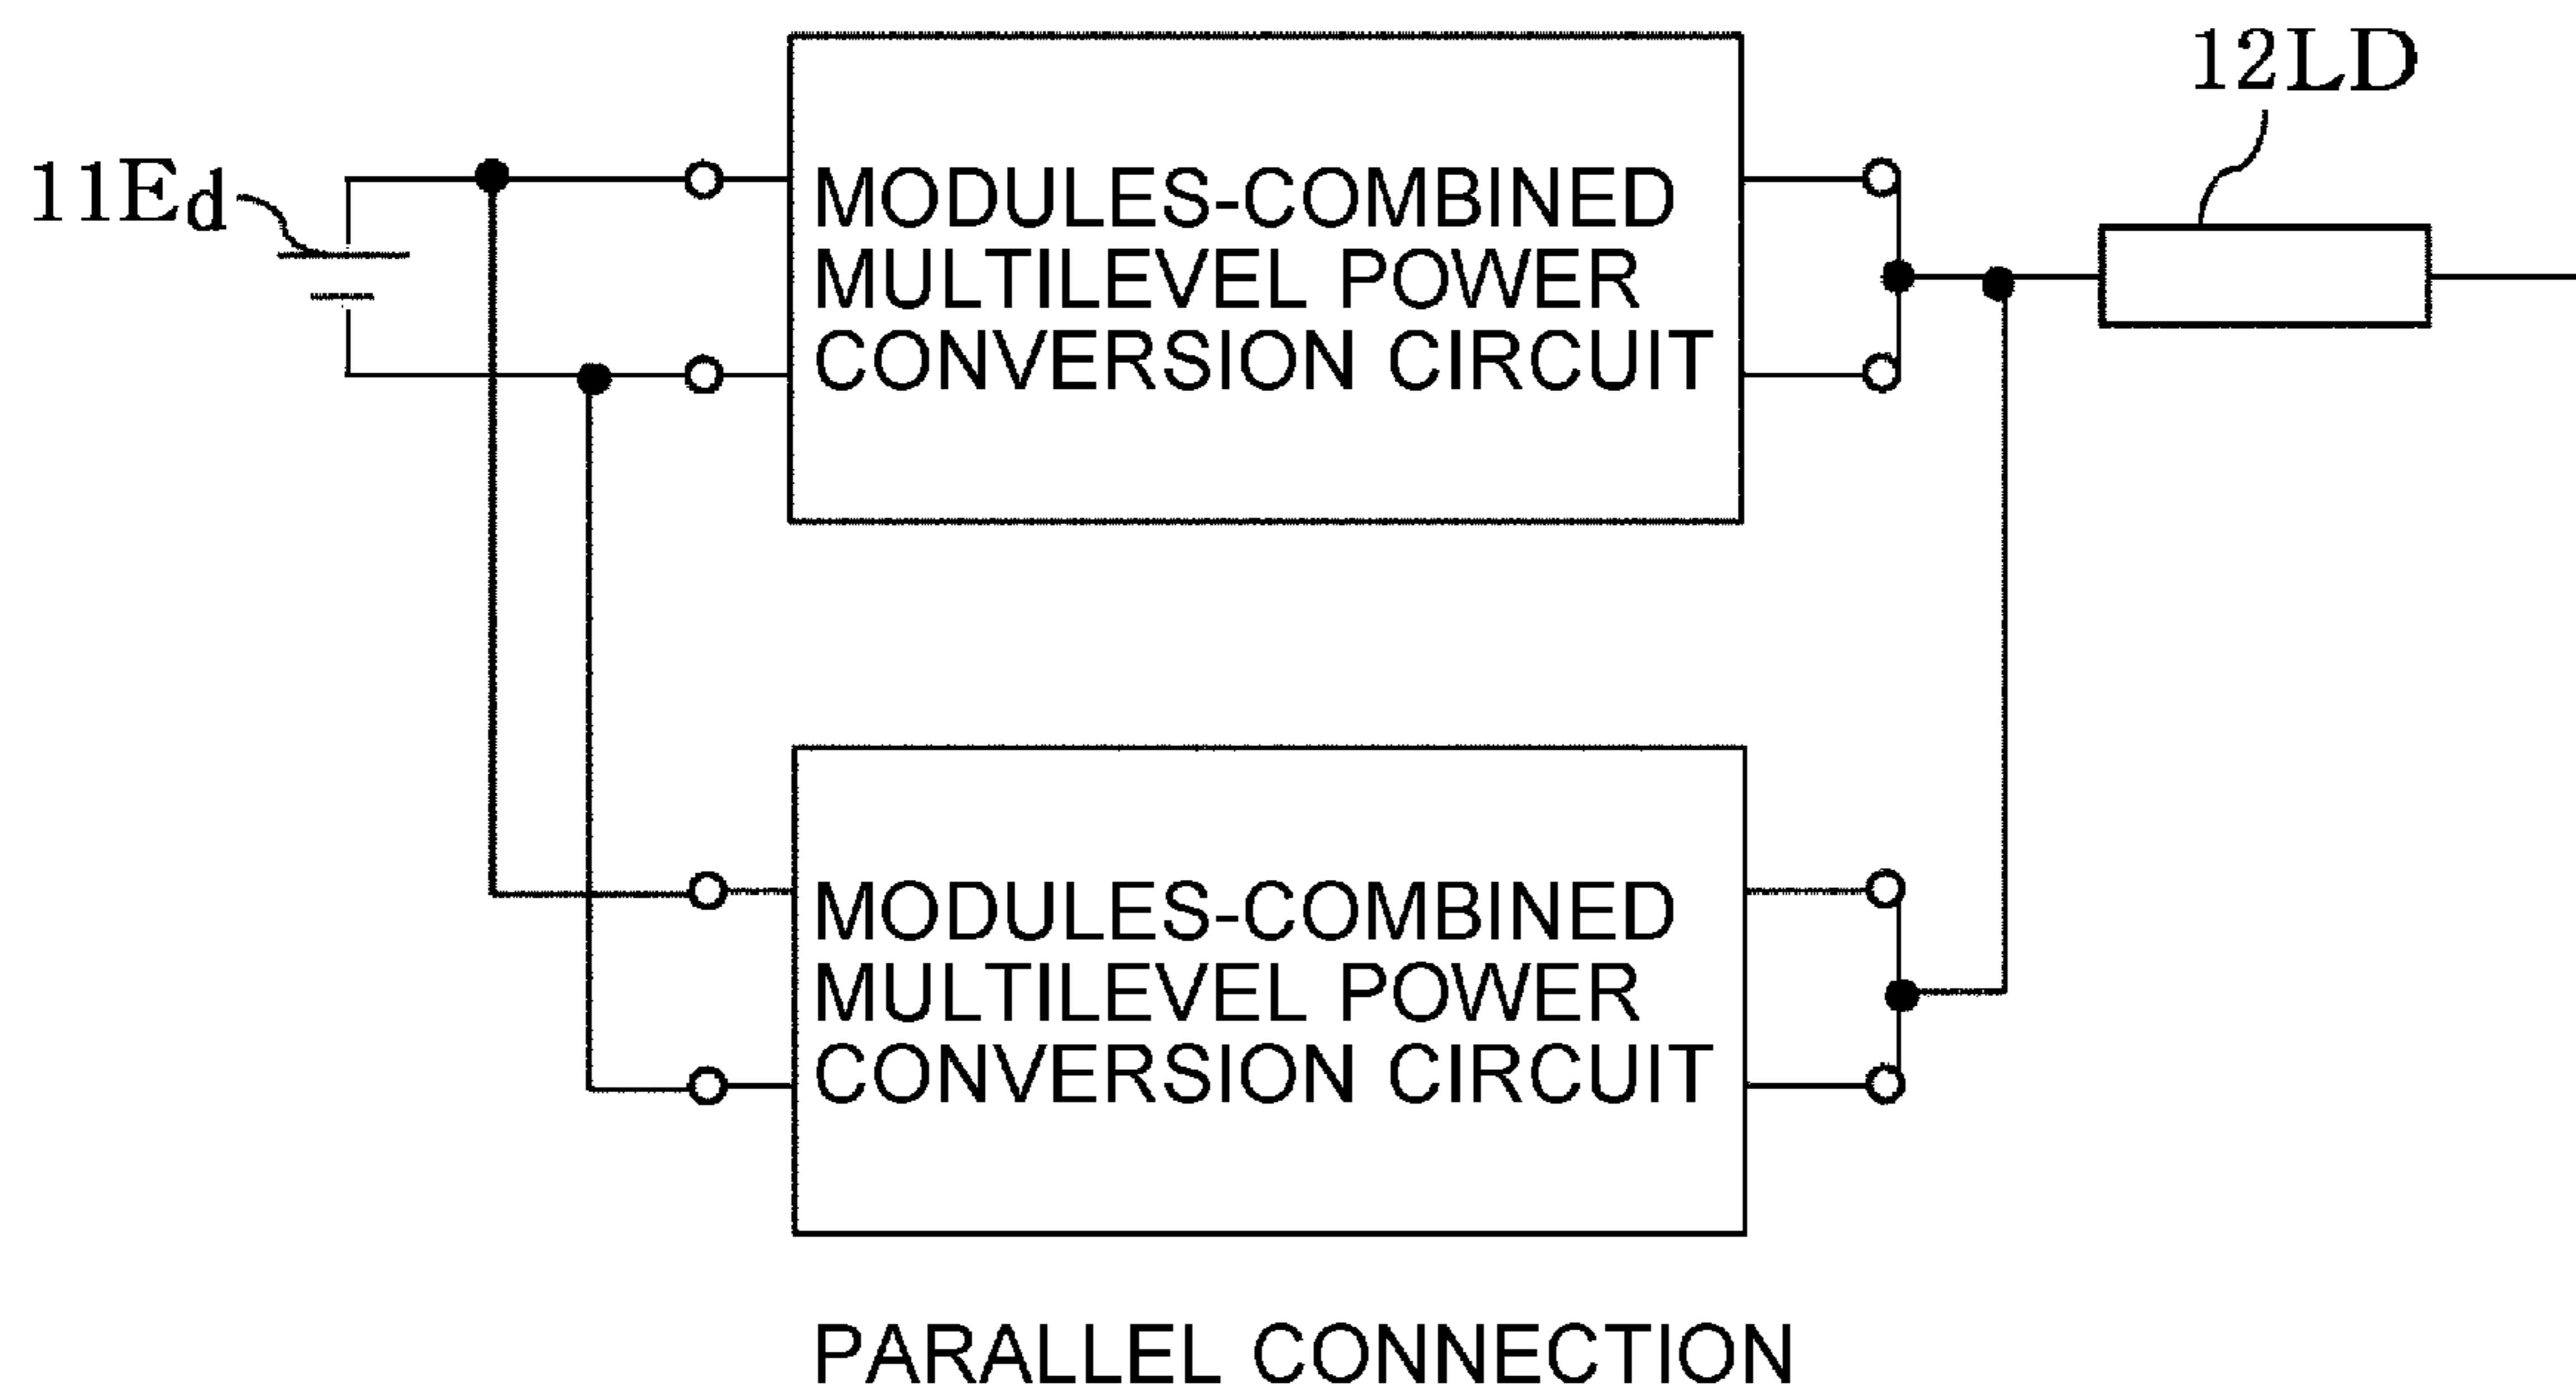 12LD
11Ed
MODULES-COMBINED
MULTILEVEL POWER
CONVERSION CIRCUIT
MODULES-COMBINED
MULTILEVEL POWER
CONVERSION CIRCUIT
PARALLEL CONNECTION